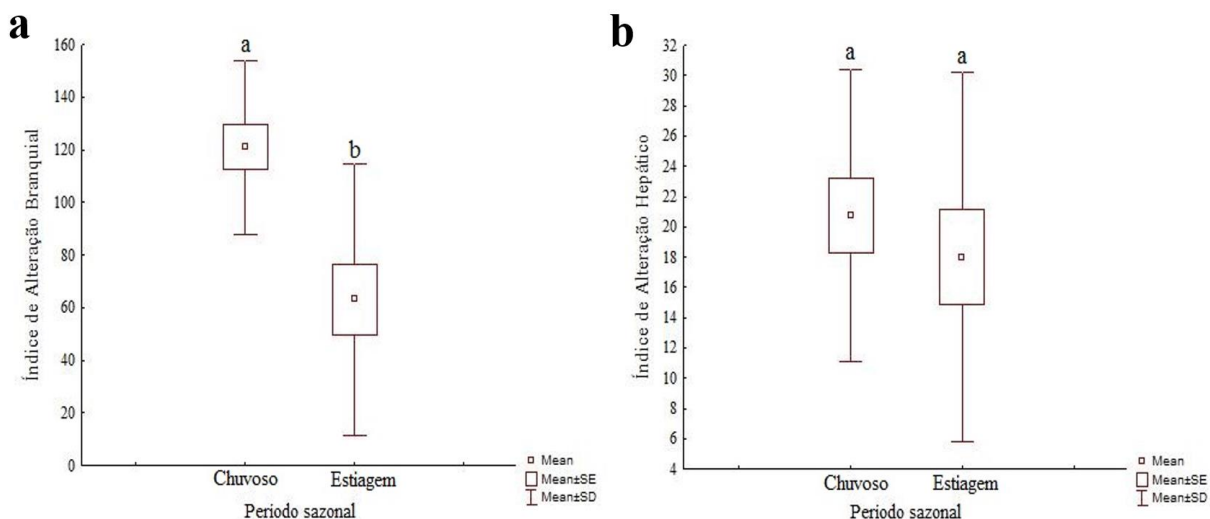 a
Índice de Alteração Branquial
160
140
120
100
80
60
40
20
0
a
b
Chuvoso
Estiagem
Periodo sazonal
Mean
Mean±SE
Mean±SD
b
Índice de Alteração Hepático
32
30
28
26
24
22
20
18
16
14
12
10
8
6
4
a
a
Chuvoso
Estiagem
Periodo sazonal
Mean
Mean±SE
Mean±SD